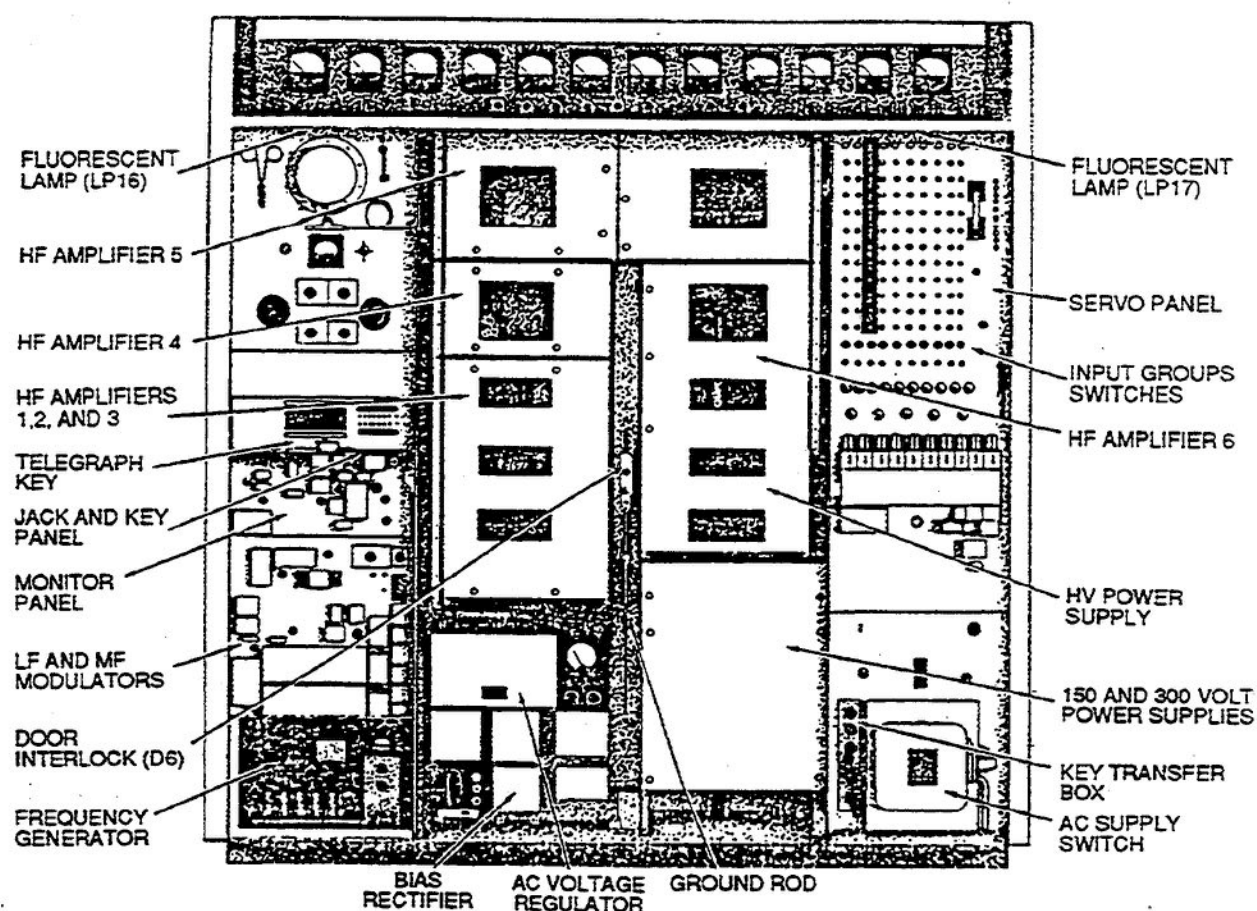 FLUORESCENT
LAMP (LP16)
HF AMPLIFIER 5
HF AMPLIFIER 4
HF AMPLIFIERS
1,2, AND 3
TELEGRAPH
KEY
JACK AND KEY
PANEL
MONITOR
PANEL
LF AND MF
MODULATORS
DOOR
INTERLOCK (D6)
FREQUENCY
GENERATOR
BIAS
RECTIFIER
AC VOLTAGE
REGULATOR
GROUND ROD
FLUORESCENT
LAMP (LP17)
SERVO PANEL
INPUT GROUPS
SWITCHES
HF AMPLIFIER 6
HV POWER
SUPPLY
150 AND 300 VOLT
POWER SUPPLIES
KEY TRANSFER
BOX
AC SUPPLY
SWITCH